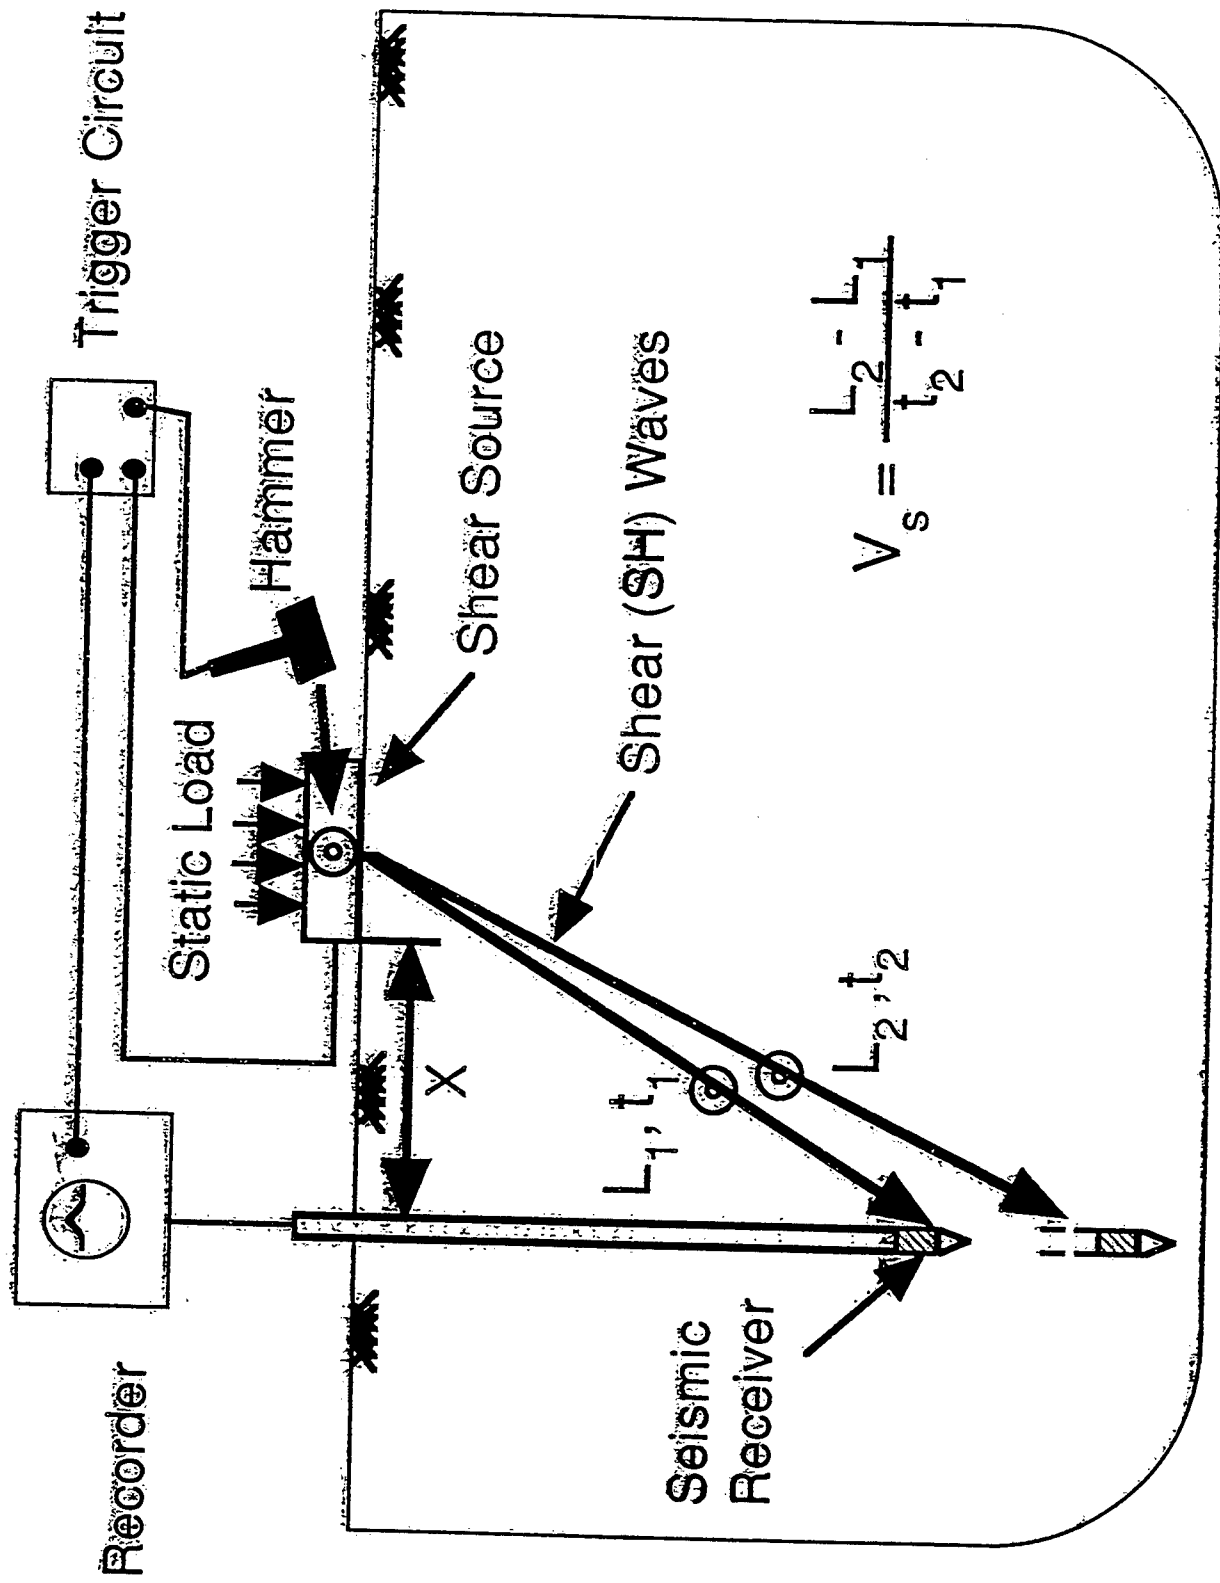 Trigger Circuit
Recorder
Hammer
Static Load
Shear Source
X
Shear (SH) Waves
L1, t1
L2, t2
Seismic
Receiver
Vs = L2 - L1
t2 - t1